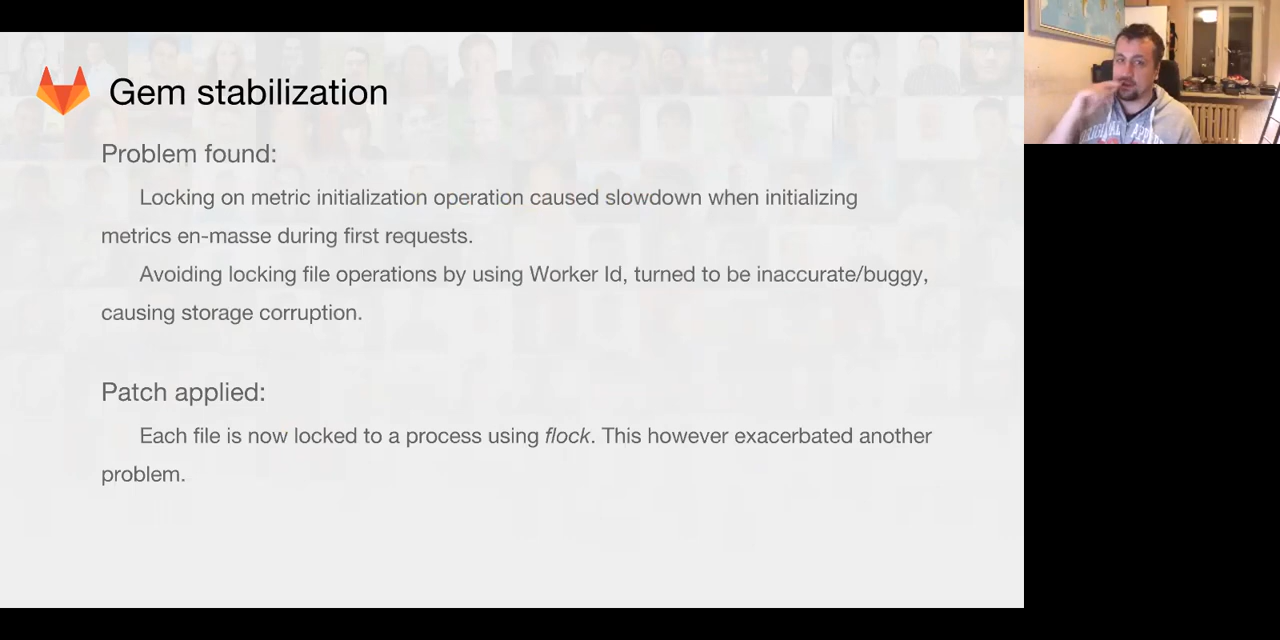 Gem stabilization
Problem found:
Locking on metric initialization operation caused slowdown when initializing
metrics en-masse during first requests.
Avoiding locking file operations by using Worker Id, turned to be inaccurate/buggy,
causing storage corruption.
Patch applied:
Each file is now locked to a process using flock. This however exacerbated another
problem.